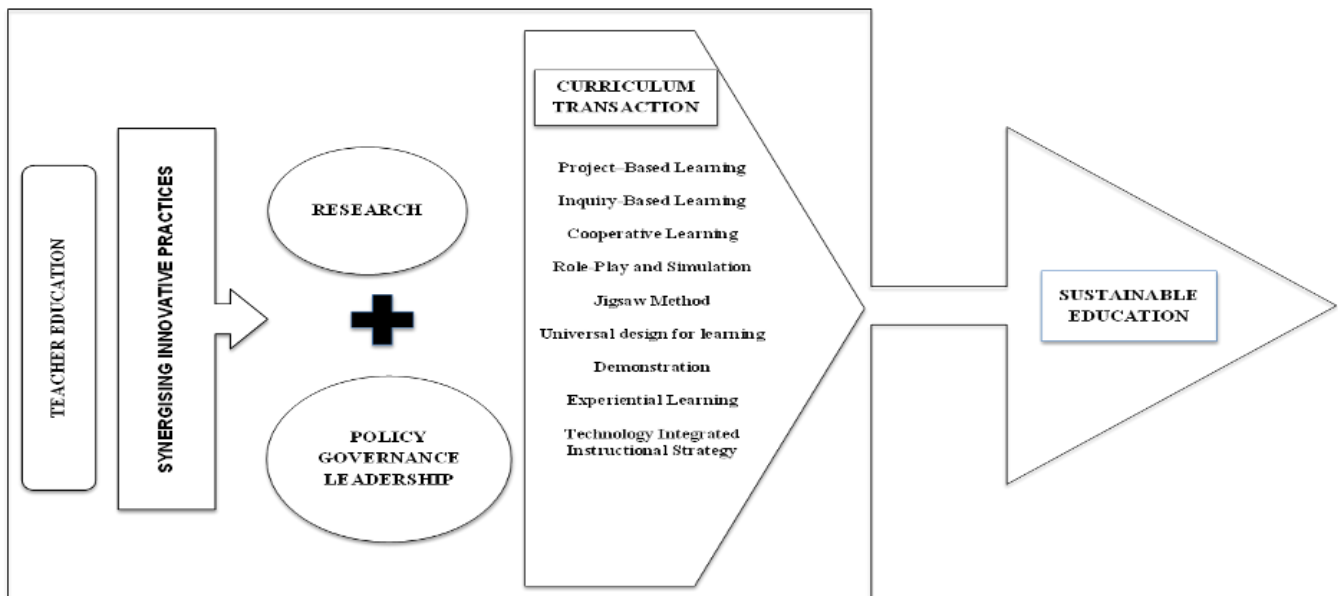 TEACHER EDUCATION
SYNERGISING INNOVATIVE PRACTICES
RESEARCH
POLICY
GOVERNANCE
LEADERSHIP
CURRICULUM
TRANSACTION
Project–Based Learning
Inquiry-Based Learning
Cooperative Learning
Role-Play and Simulation
Jigsaw Method
Universal design for learning
Demonstration
Experiential Learning
Technology Integrated
Instructional Strategy
SUSTAINABLE
EDUCATION